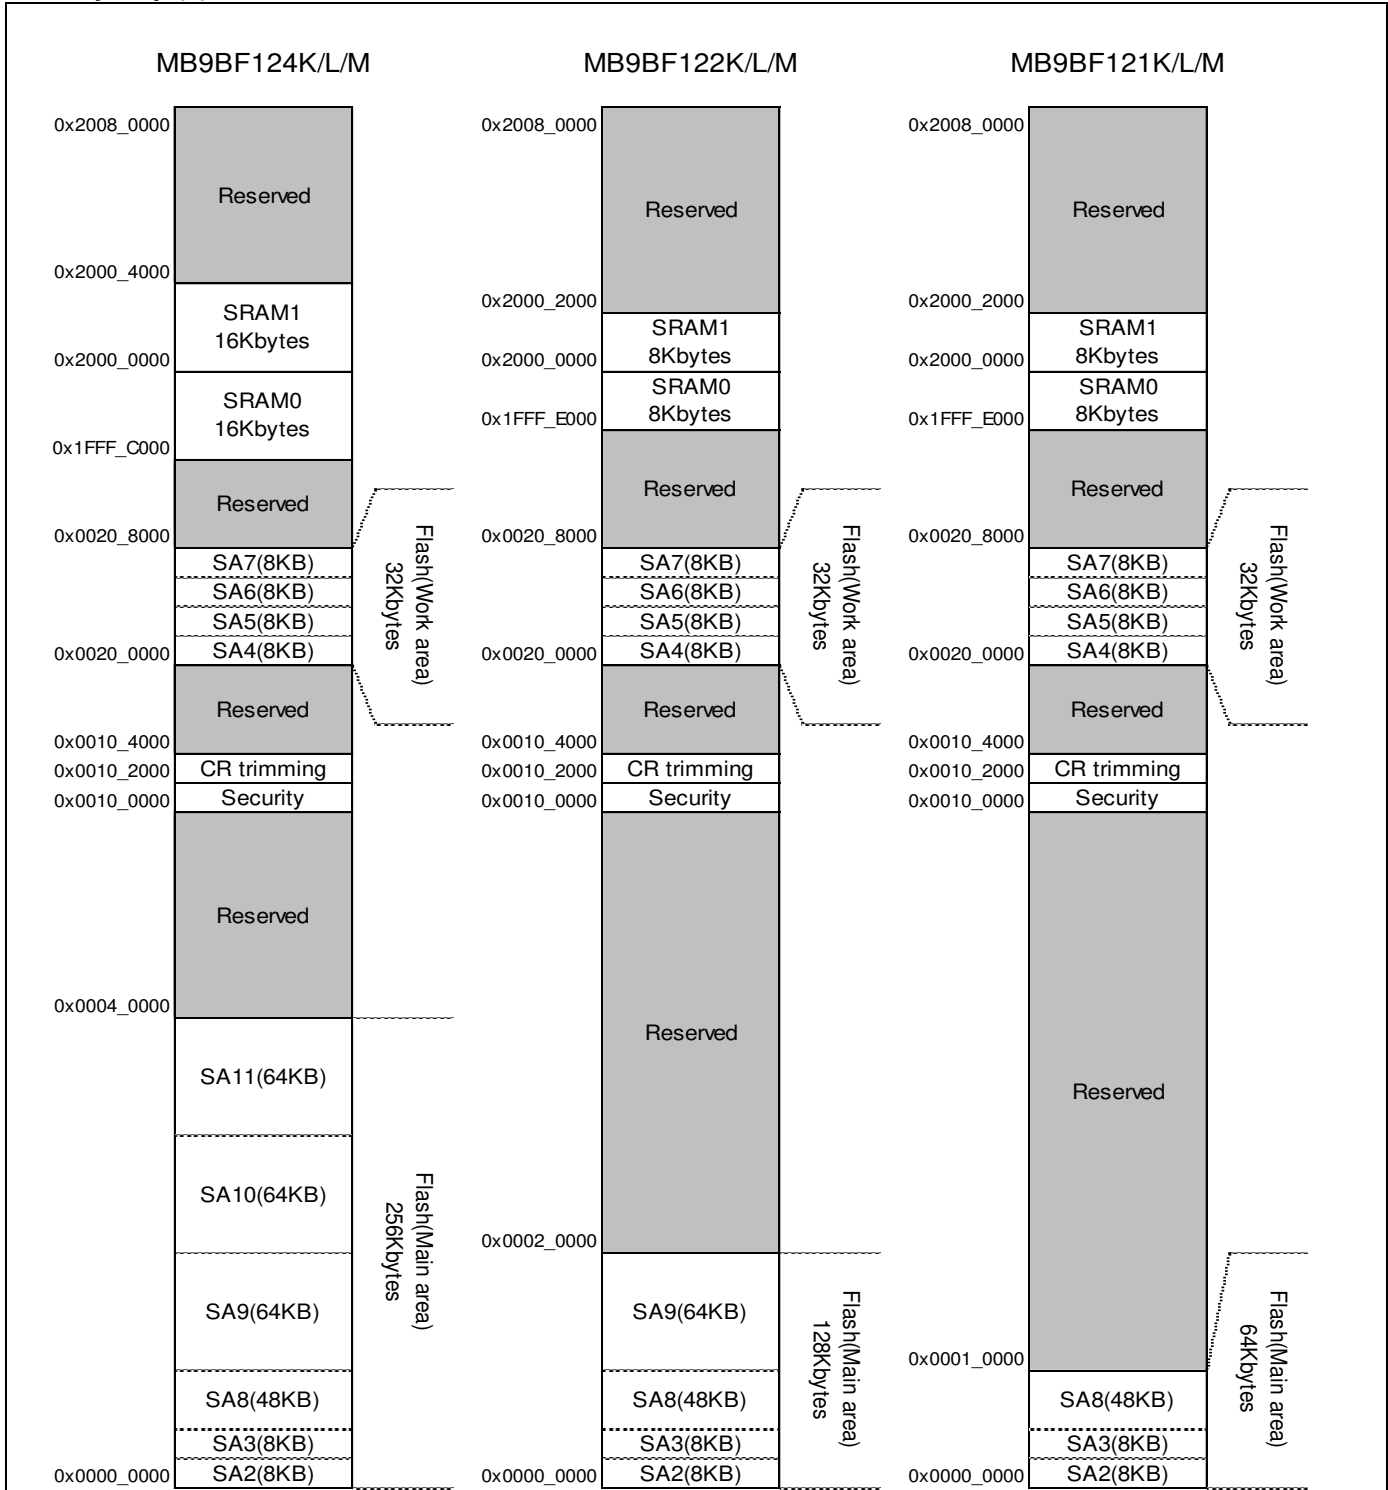 MB9BF124K/L/M
0x2008_0000
Reserved
0x2000_4000
SRAM1
16Kbytes
0x2000_0000
SRAM0
16Kbytes
0x1FFF_C000
Reserved
0x0020_8000
SA7(8KB)
SA6(8KB)
SA5(8KB)
SA4(8KB)
0x0020_0000
Flash(Work area)
32Kbytes
Reserved
0x0010_4000
CR trimming
0x0010_2000
Security
0x0010_0000
Reserved
0x0004_0000
SA11(64KB)
SA10(64KB)
SA9(64KB)
SA8(48KB)
SA3(8KB)
SA2(8KB)
0x0000_0000
Flash(Main area)
256Kbytes
MB9BF122K/L/M
0x2008_0000
Reserved
0x2000_2000
SRAM1
8Kbytes
0x2000_0000
SRAM0
8Kbytes
0x1FFF_E000
Reserved
0x0020_8000
SA7(8KB)
SA6(8KB)
SA5(8KB)
SA4(8KB)
0x0020_0000
Flash(Work area)
32Kbytes
Reserved
0x0010_4000
CR trimming
0x0010_2000
Security
0x0010_0000
Reserved
0x0002_0000
SA9(64KB)
SA8(48KB)
SA3(8KB)
SA2(8KB)
0x0000_0000
Flash(Main area)
128Kbytes
MB9BF121K/L/M
0x2008_0000
Reserved
0x2000_2000
SRAM1
8Kbytes
0x2000_0000
SRAM0
8Kbytes
0x1FFF_E000
Reserved
0x0020_8000
SA7(8KB)
SA6(8KB)
SA5(8KB)
SA4(8KB)
0x0020_0000
Flash(Work area)
32Kbytes
Reserved
0x0010_4000
CR trimming
0x0010_2000
Security
0x0010_0000
Reserved
0x0001_0000
SA8(48KB)
SA3(8KB)
SA2(8KB)
0x0000_0000
Flash(Main area)
64Kbytes